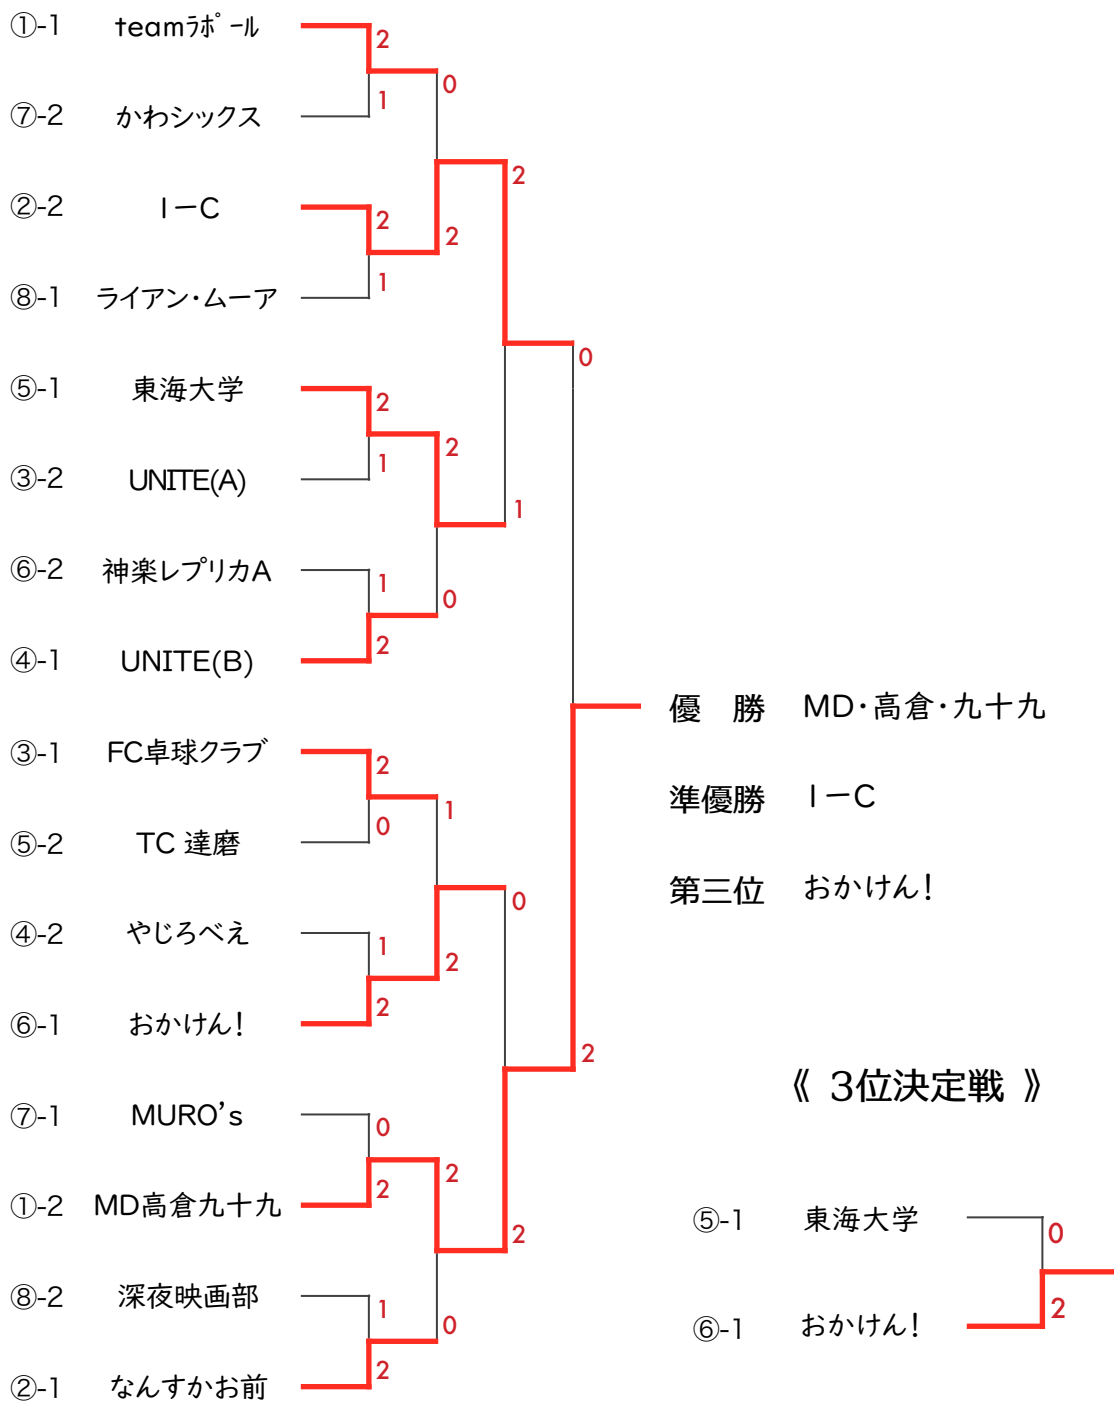 ①-1 teamﾗﾎﾟｰﾙ
2
0
1
⑦-2 かわシックス
2
②-2 I－C
2
2
1
⑧-1 ライアン・ムーア
0
⑤-1 東海大学
2
2
1
③-2 UNITE(A)
1
⑥-2 神楽レプリカA
1
0
2
④-1 UNITE(B)
優　勝 MD・高倉・九十九
③-1 FC卓球クラブ
2
準優勝 I－C
1
0
⑤-2 TC 達磨
第三位 おかけん！
0
④-2 やじろべえ
1
2
2
⑥-1 おかけん！
2
《 3位決定戦 》
⑦-1 MURO’s
0
2
2
①-2 MD高倉九十九
⑤-1 東海大学
0
2
⑧-2 深夜映画部
1
2
0
⑥-1 おかけん！
2
②-1 なんすかお前